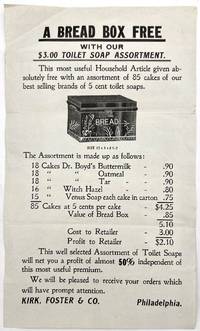 A BREAD BOX FREE
WITH OUR
$3.00 TOILET SOAP ASSORTMENT.
This most useful Household Article given ab-
solutely free with an assortment of 85 cakes of our
best selling brands of 5 cent toilet soaps.
BREAD
The Assortment is made up as follows:
18 Cakes Dr. Boyd's Buttermilk - .90
18 " " Oatmeal - .90
18 " " Tar - .90
16 " Witch Hazel - .80
15 " Venus Soap each cake in carton .75
85 Cakes at 5 cents per cake - $4.25
Value of Bread Box - .85
5.10
Cost to Retailer - 3.00
Profit to Retailer - $2.10
This well selected Assortment of Toilet Soaps
will net you a profit of almost 50% independent of
this most useful premium.
We will be pleased to receive your orders which
will have prompt attention.
KIRK, FOSTER & CO. Philadelphia.